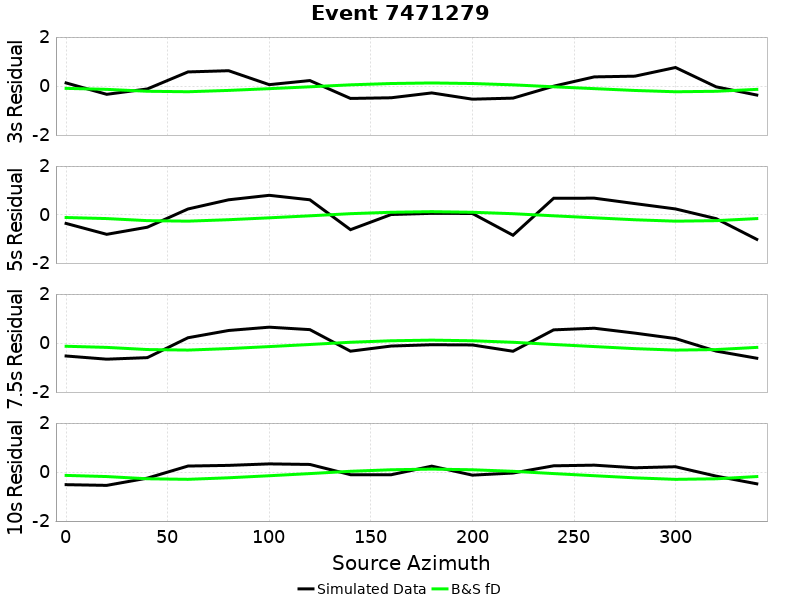 Event 7471279
3s Residual
2
0
-2
5s Residual
2
0
-2
7.5s Residual
2
0
-2
10s Residual
2
0
-2
0 50 100 150 200 250 300
Source Azimuth
Simulated Data B&S fD